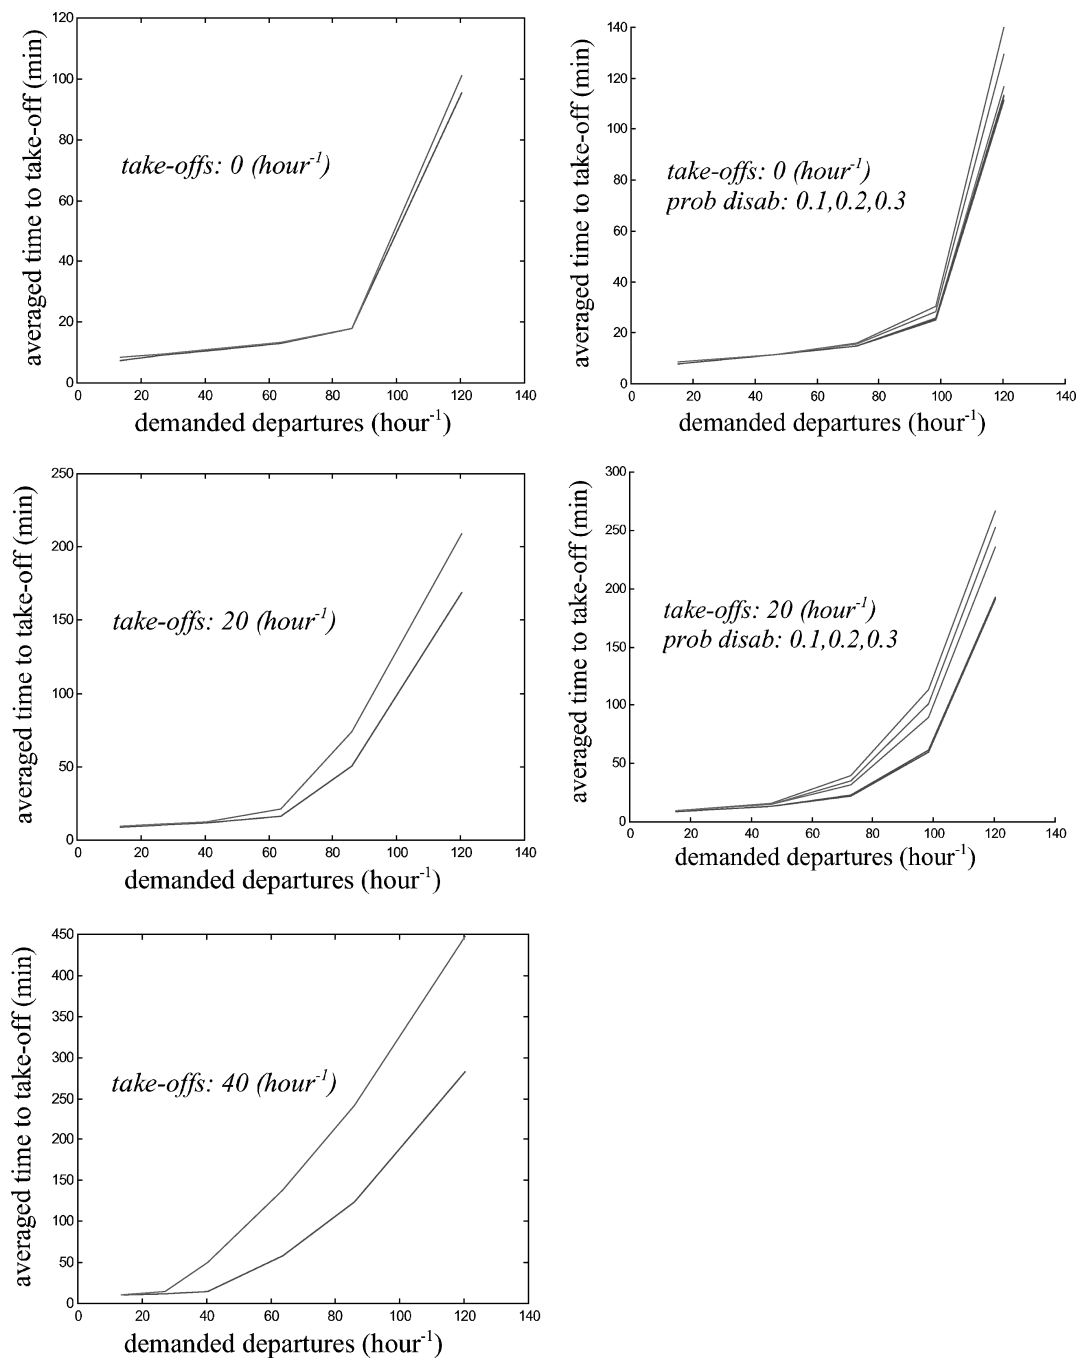 averaged time to take-off (min)
120
100
80
60
40
20
0
take-offs: 0 (hour-1)
0 20 40 60 80 100 120 140
demanded departures (hour-1)
averaged time to take-off (min)
140
120
100
80
60
40
20
0
take-offs: 0 (hour-1)
prob disab: 0.1,0.2,0.3
0 20 40 60 80 100 120 140
demanded departures (hour-1)
averaged time to take-off (min)
250
200
150
100
50
0
take-offs: 20 (hour-1)
0 20 40 60 80 100 120 140
demanded departures (hour-1)
averaged time to take-off (min)
300
250
200
150
100
50
0
take-offs: 20 (hour-1)
prob disab: 0.1,0.2,0.3
0 20 40 60 80 100 120 140
demanded departures (hour-1)
averaged time to take-off (min)
450
400
350
300
250
200
150
100
50
0
take-offs: 40 (hour-1)
0 20 40 60 80 100 120 140
demanded departures (hour-1)